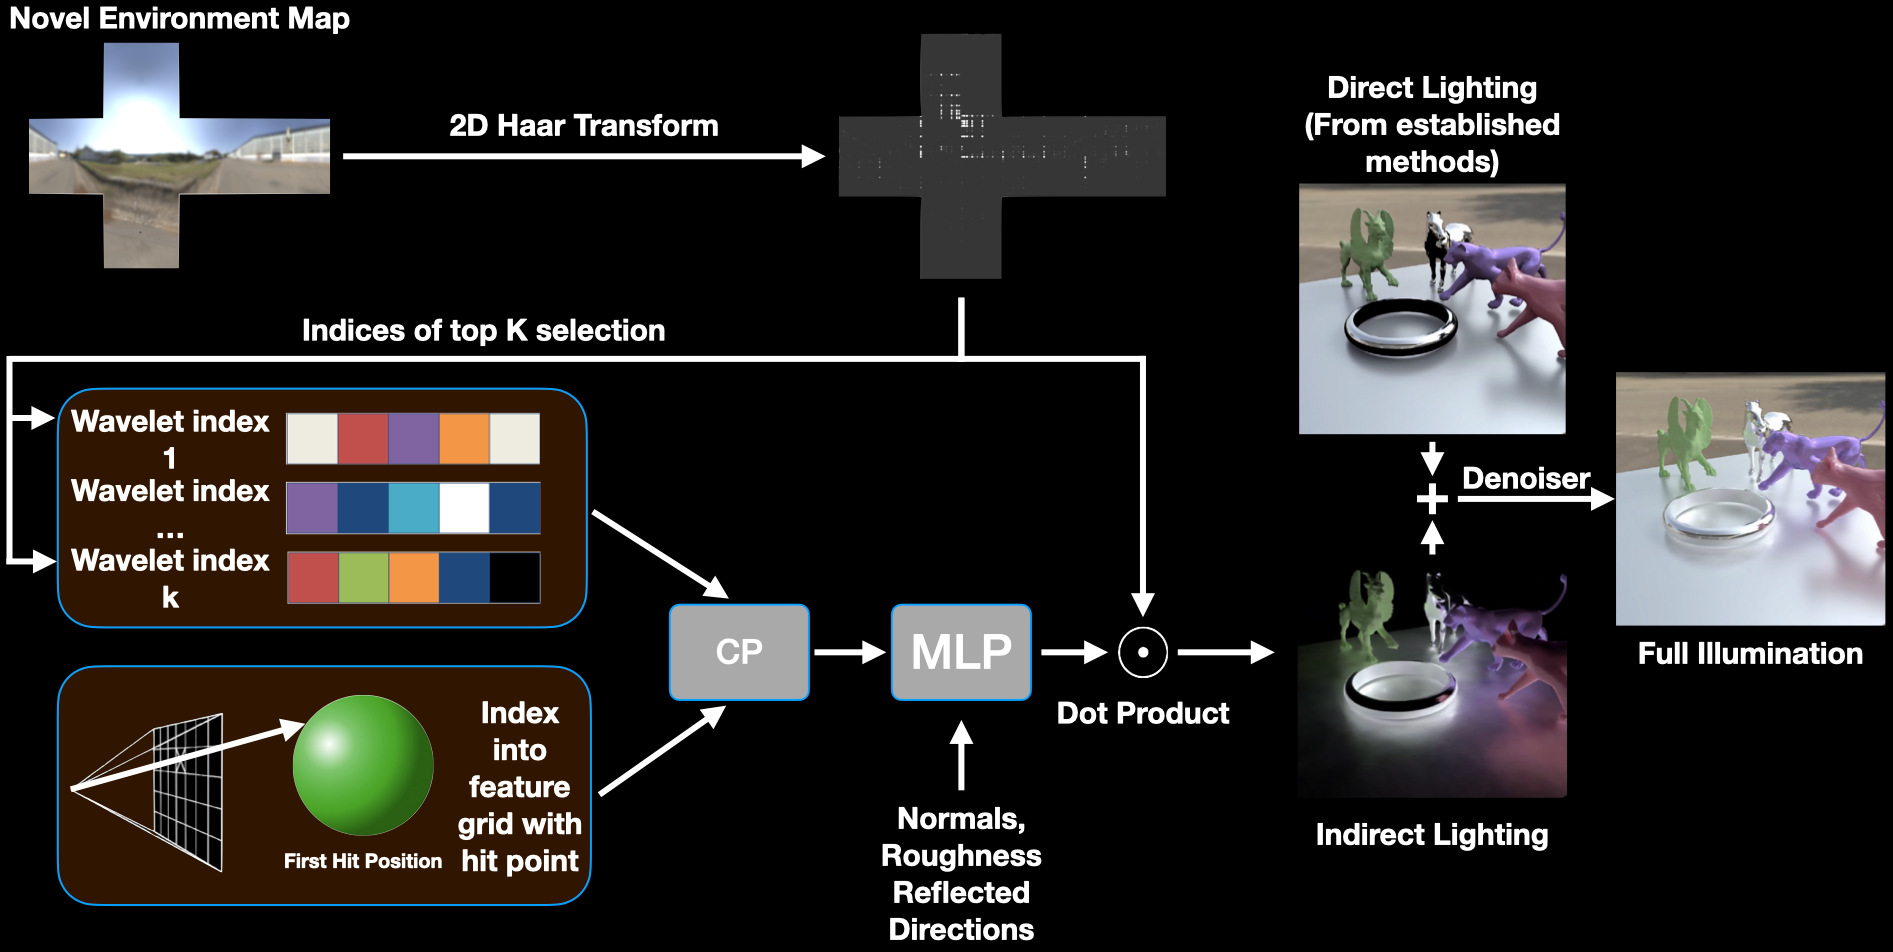 Novel Environment Map
2D Haar Transform
Direct Lighting
(From established
methods)
Indices of top K selection
Wavelet index
1
Wavelet index
...
Wavelet index
k
Denoiser
Full Illumination
CP
MLP
Dot Product
Index
into
feature
grid with
hit point
First Hit Position
Normals,
Roughness
Reflected
Directions
Indirect Lighting